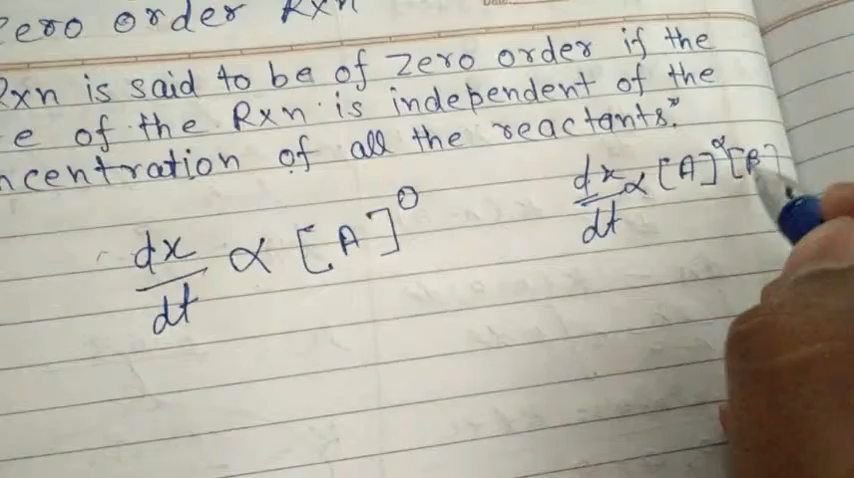 Zero order Rxn
Rxn is said to be of Zero order if the
e of the Rxn is independent of the
ncentration of all the reactants."
dx/dt ∝ [A]^α [B]
dx/dt ∝ [A]^0